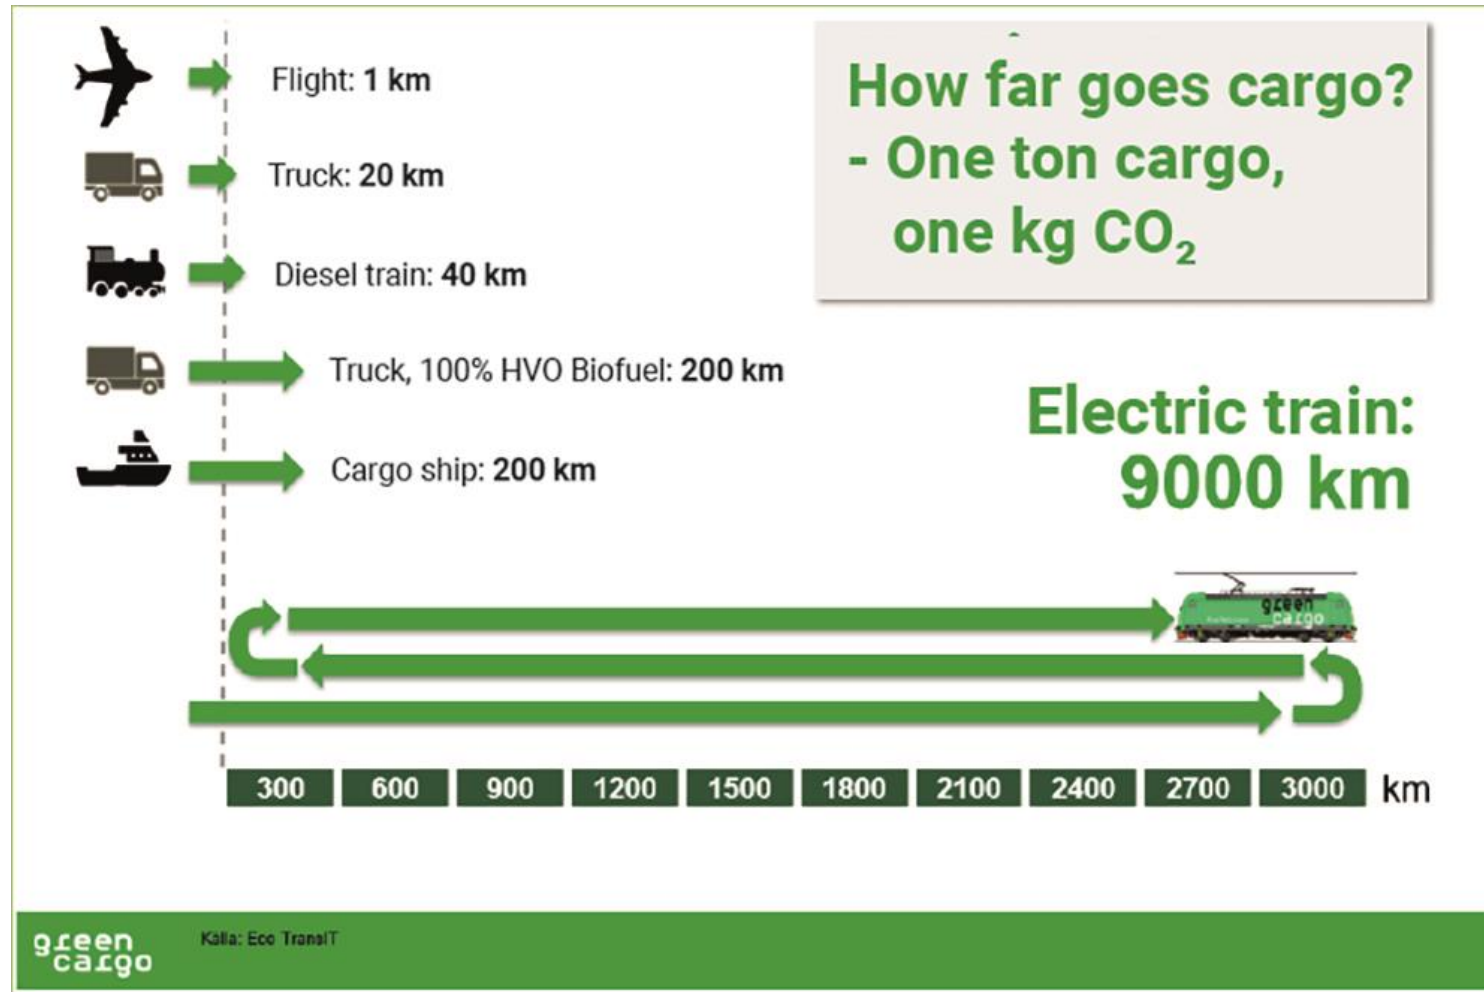 How far goes cargo?
- One ton cargo,
one kg CO₂
Flight: 1 km
Truck: 20 km
Diesel train: 40 km
Truck, 100% HVO Biofuel: 200 km
Cargo ship: 200 km
Electric train:
9000 km
green
cargo
300 600 900 1200 1500 1800 2100 2400 2700 3000 km
green
cargo
Källa: Eco TransIT